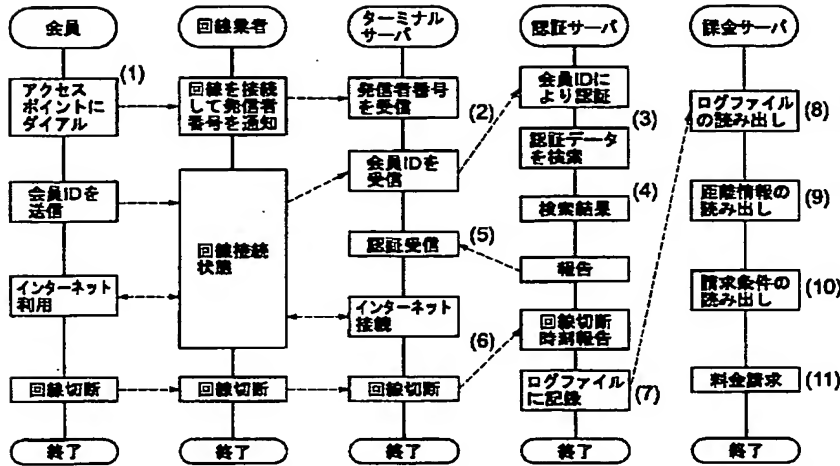 会員
回線業者
ターミナル
サーバ
認証サーバ
課金サーバ
アクセス
ポイントに
ダイアル
(1)
回線を接続
して発信者
番号を通知
発信者番号
を受信
(2)
会員IDに
より認証
(3)
ログファイル
の読み出し
(8)
認証データ
を検索
会員IDを
送信
会員IDを
受信
(4)
検索結果
距離情報の
読み出し
(9)
回線接続
状態
認証受信
(5)
報告
インターネット
利用
インターネット
接続
(6)
回線切断
時刻報告
請求条件の
読み出し
(10)
回線切断
回線切断
回線切断
ログファイル
に記録
(7)
料金請求
(11)
終了
終了
終了
終了
終了